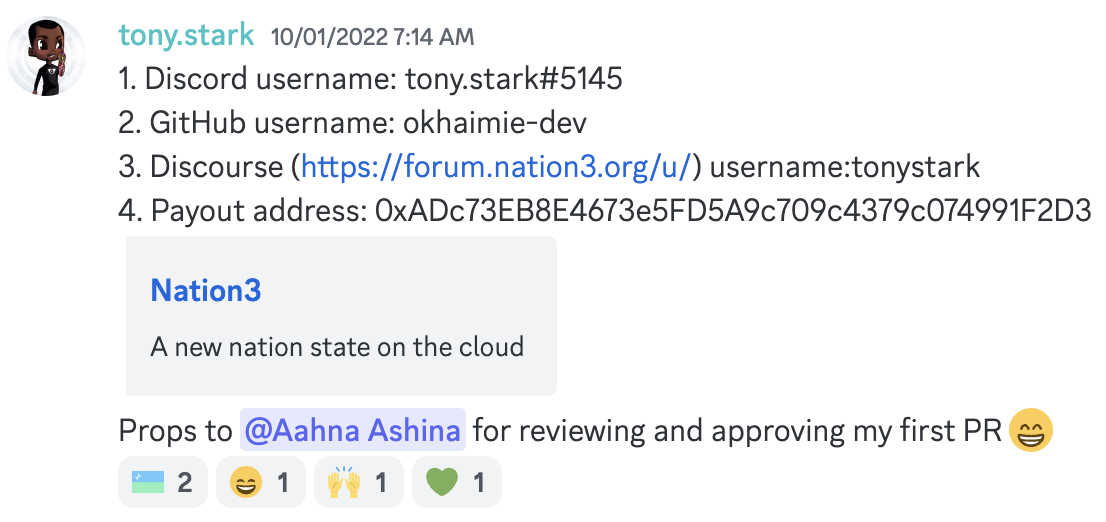 tony.stark 10/01/2022 7:14 AM
1. Discord username: tony.stark#5145
2. GitHub username: okhaimie-dev
3. Discourse (https://forum.nation3.org/u/) username:tonystark
4. Payout address: 0xADc73EB8E4673e5FD5A9c709c4379c074991F2D3
Nation3
A new nation state on the cloud
Props to @Aahna Ashina for reviewing and approving my first PR 😄
2 1 1 1